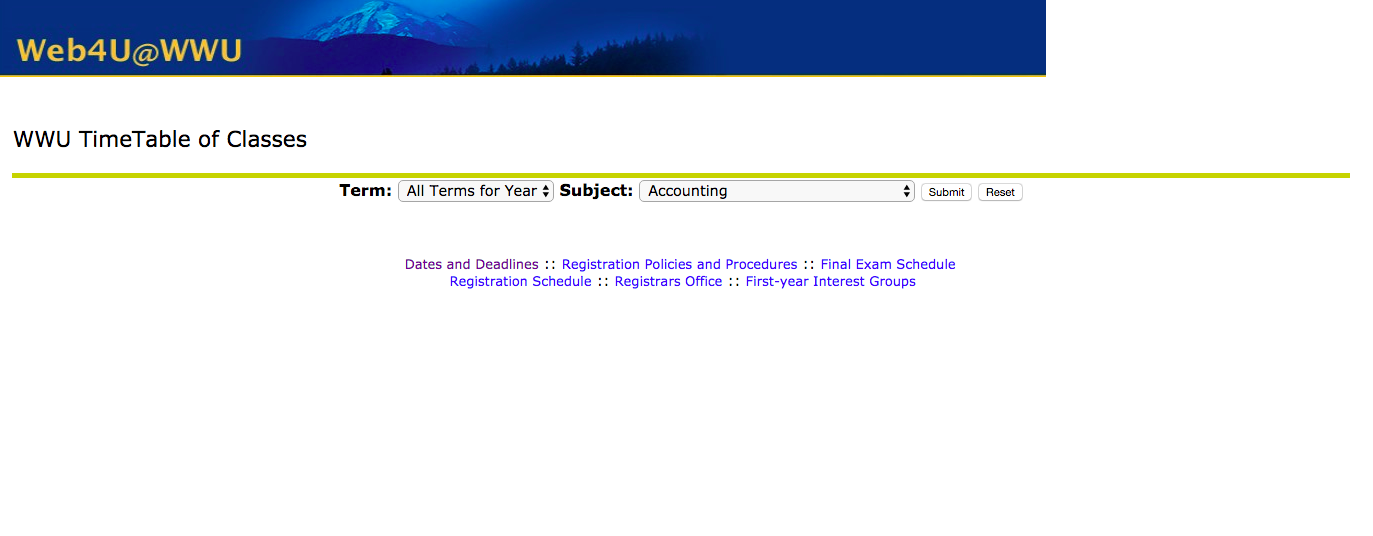 Web4U@WWU
WWU TimeTable of Classes
Term: All Terms for Year Subject: Accounting Submit Reset
Dates and Deadlines :: Registration Policies and Procedures :: Final Exam Schedule
Registration Schedule :: Registrars Office :: First-year Interest Groups